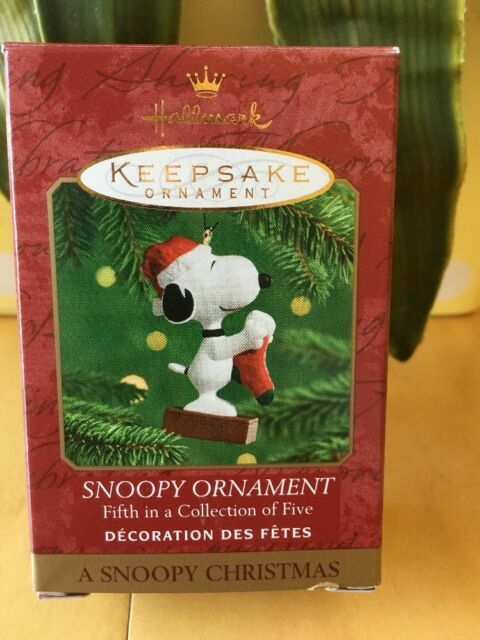 Hallmark
KEEPSAKE
ORNAMENT
SNOOPY ORNAMENT
Fifth in a Collection of Five
DÉCORATION DES FÊTES
A SNOOPY CHRISTMAS